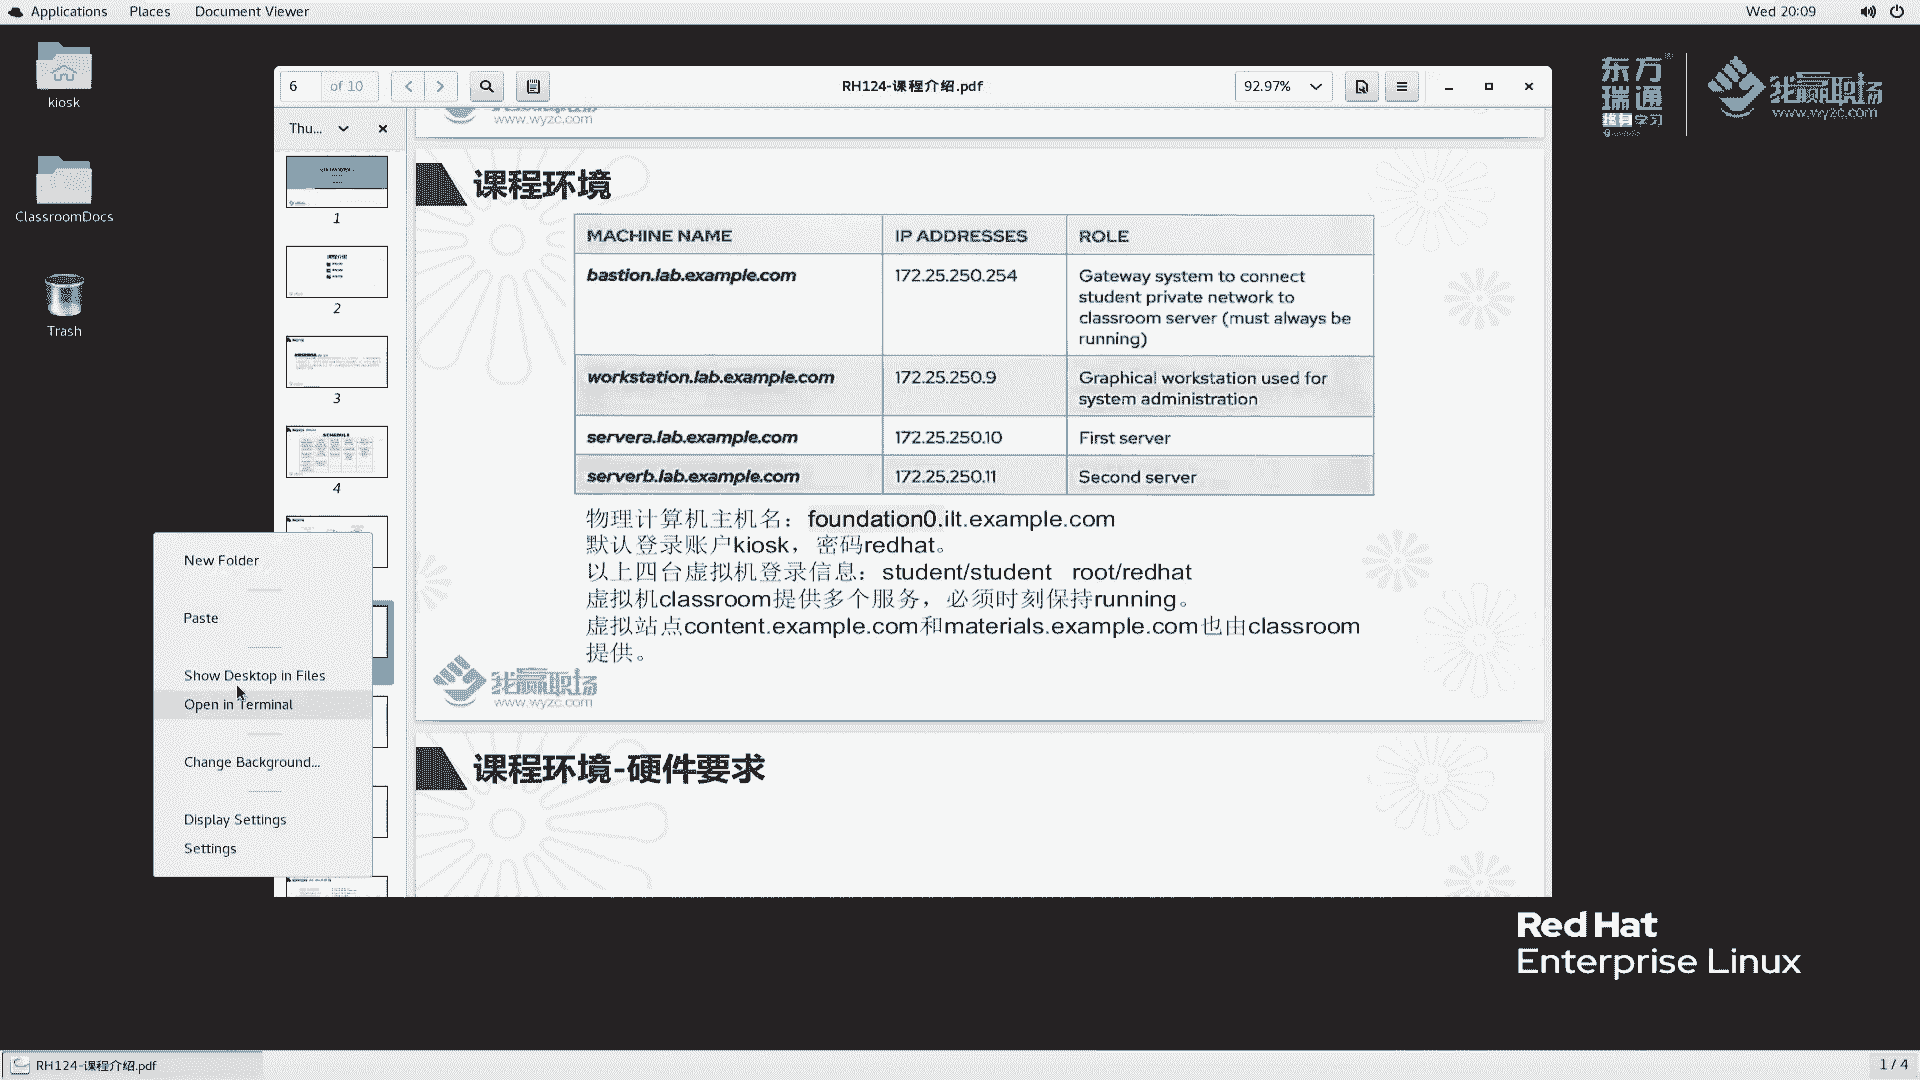 Applications
Places
Document Viewer
Wed 20:09
kiosk
ClassroomDocs
Trash
6
of 10
RH124-课程介绍.pdf
92.97%
东方
瑞通
终身学习
我赢职场
www.wyzc.com
Thu...
1
2
3
4
www.wyzc.com
课程环境
MACHINE NAME
IP ADDRESSES
ROLE
bastion.lab.example.com
172.25.250.254
Gateway system to connect
student private network to
classroom server (must always be
running)
workstation.lab.example.com
172.25.250.9
Graphical workstation used for
system administration
servera.lab.example.com
172.25.250.10
First server
serverb.lab.example.com
172.25.250.11
Second server
物理计算机主机名：foundation0.ilt.example.com
默认登录账户kiosk，密码redhat。
以上四台虚拟机登录信息：student/student root/redhat
虚拟机classroom提供多个服务，必须时刻保持running。
虚拟站点content.example.com和materials.example.com也由classroom
提供。
我赢职场
www.wyzc.com
课程环境-硬件要求
New Folder
Paste
Show Desktop in Files
Open in Terminal
Change Background...
Display Settings
Settings
Red Hat
Enterprise Linux
RH124-课程介绍.pdf
1 / 4